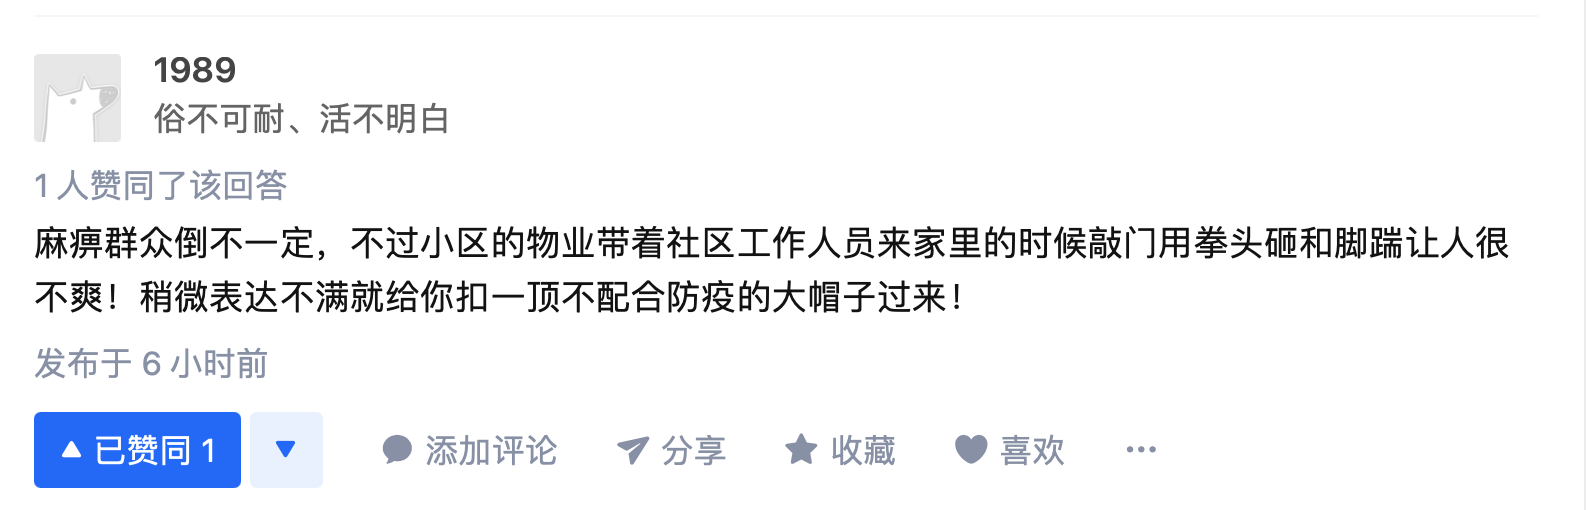 1989
俗不可耐、活不明白
1 人赞同了该回答
麻痹群众倒不一定，不过小区的物业带着社区工作人员来家里的时候敲门用拳头砸和脚踹让人很
不爽！稍微表达不满就给你扣一顶不配合防疫的大帽子过来！
发布于 6 小时前
已赞同 1 添加评论 分享 收藏 喜欢 ···